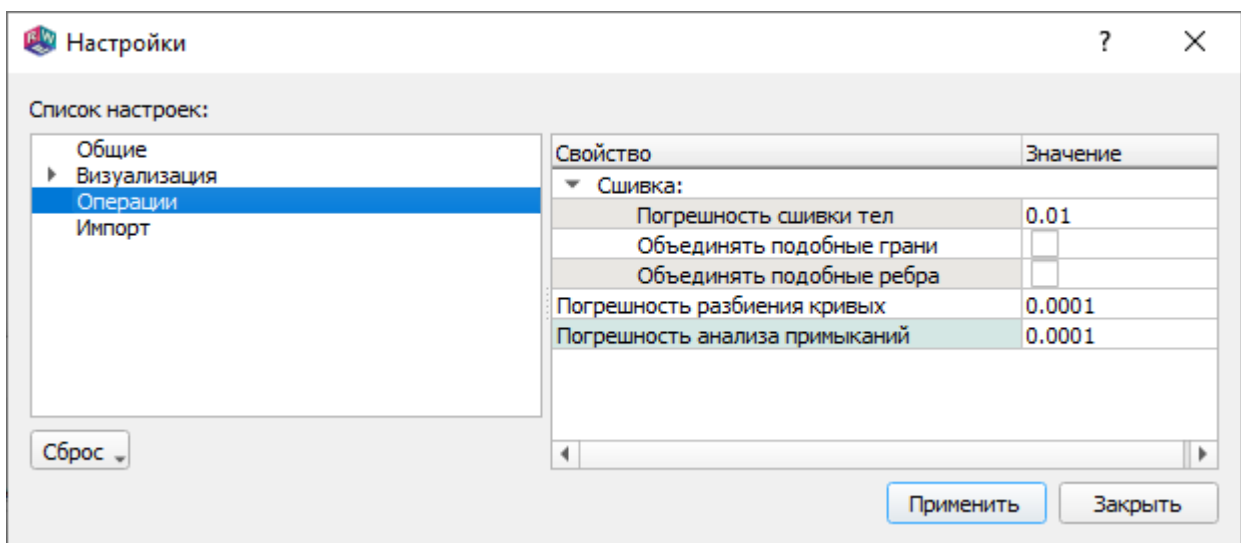 Настройки
?
Список настроек:
Общие
Визуализация
Операции
Импорт
Свойство Значение
Сшивка:
Погрешность сшивки тел 0.01
Объединять подобные грани
Объединять подобные ребра
Погрешность разбиения кривых 0.0001
Погрешность анализа примыканий 0.0001
Сброс
Применить Закрыть